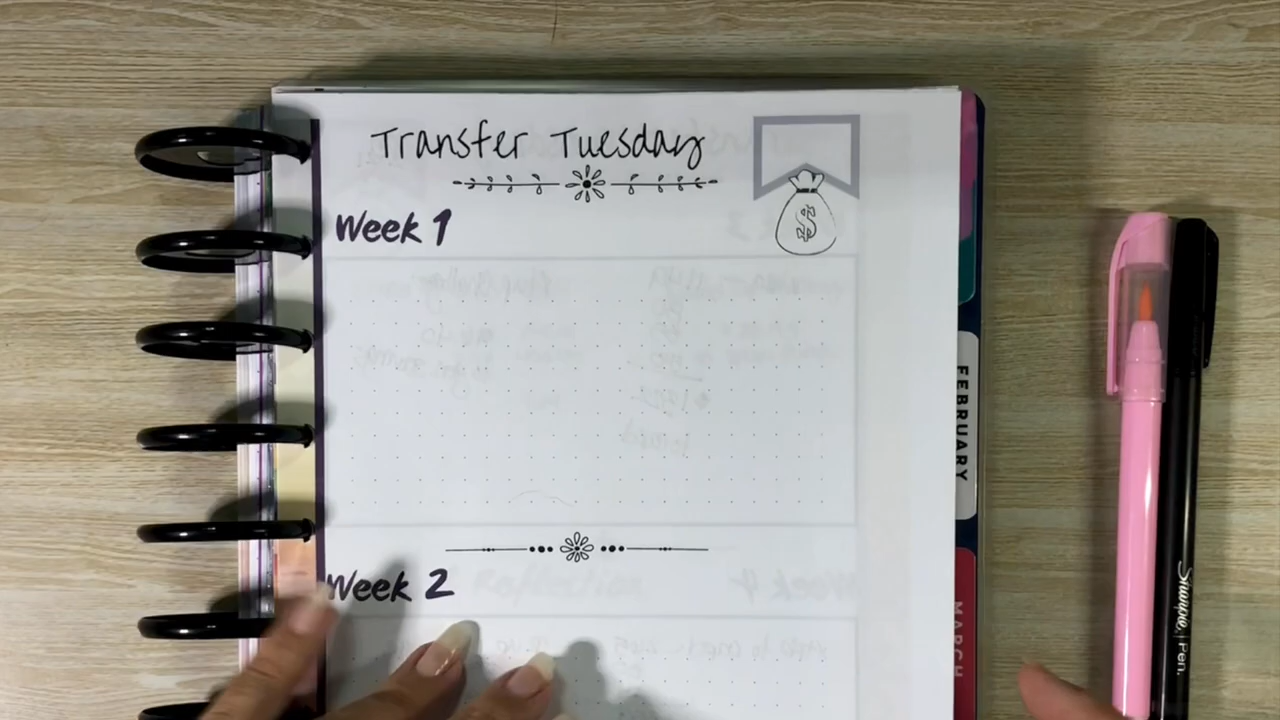 Transfer Tuesday
Week 1
$
Week 2
FEBRUARY
MARCH
Sharpie. Pen.